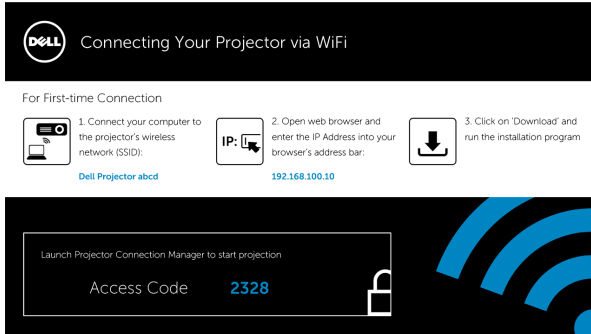 DELL
Connecting Your Projector via WiFi
For First-time Connection
1. Connect your computer to
the projector's wireless
network (SSID):
Dell Projector abcd
IP:
2. Open web browser and
enter the IP Address into your
browser's address bar:
192.168.100.10
3. Click on 'Download' and
run the installation program
Launch Projector Connection Manager to start projection
Access Code 2328